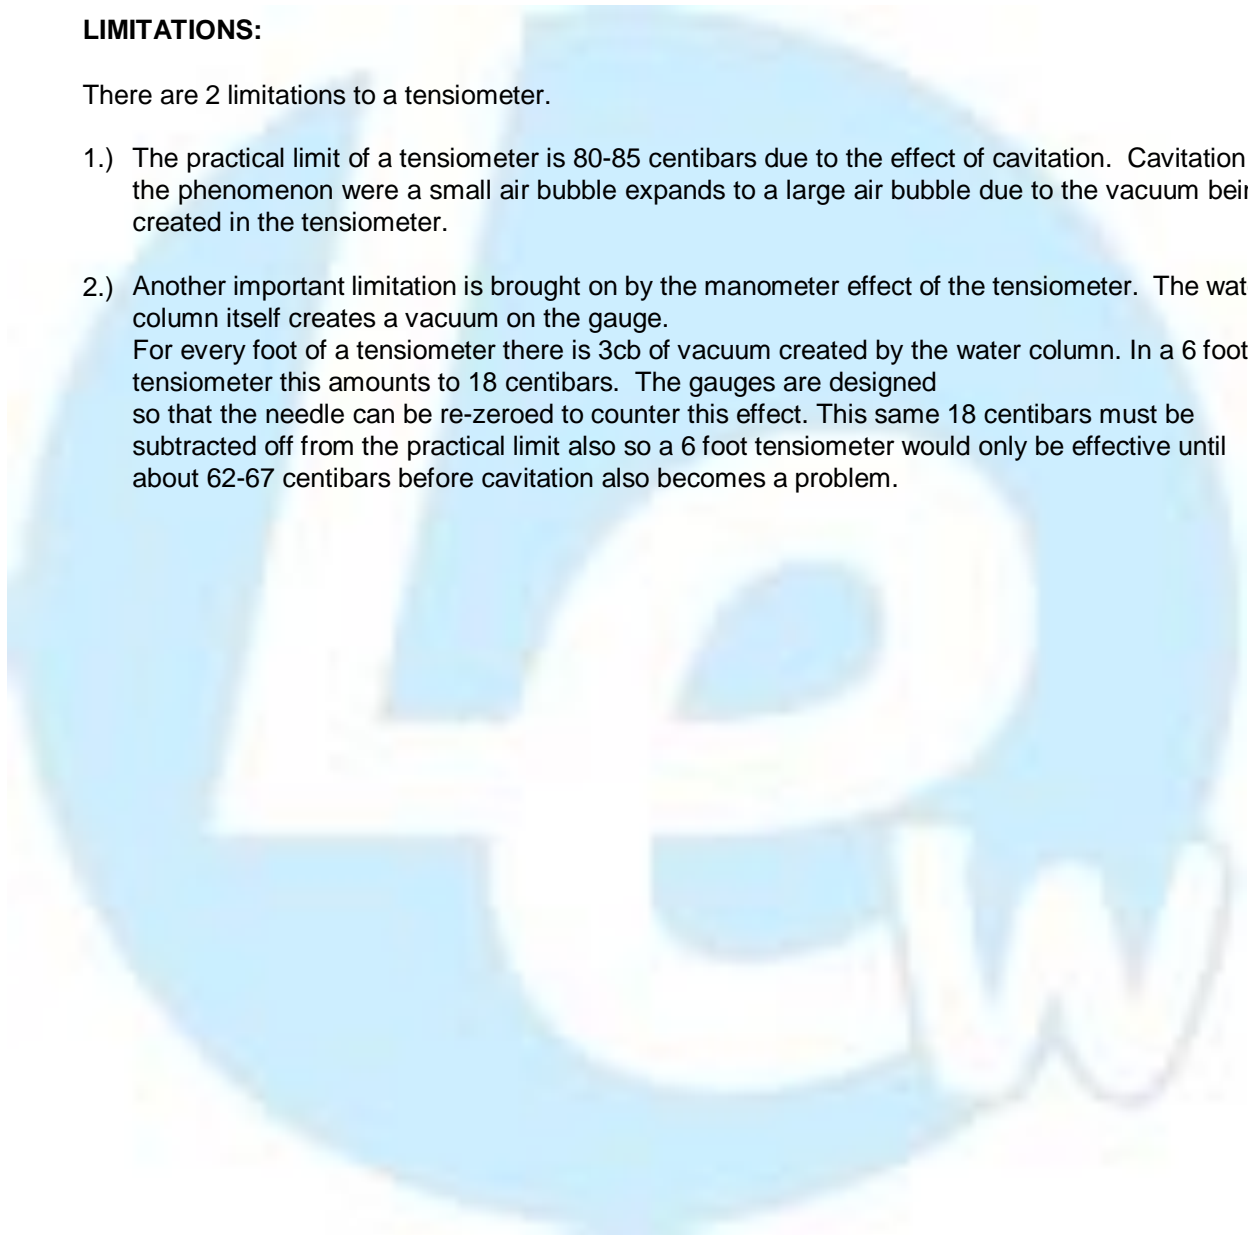 LIMITATIONS:
There are 2 limitations to a tensiometer.
1.) The practical limit of a tensiometer is 80-85 centibars due to the effect of cavitation. Cavitation
the phenomenon were a small air bubble expands to a large air bubble due to the vacuum
created in the tensiometer.
2.) Another important limitation is brought on by the manometer effect of the tensiometer. The
column itself creates a vacuum on the gauge.
For every foot of a tensiometer there is 3cb of vacuum created by the water column. In a 6 foot
tensiometer this amounts to 18 centibars. The gauges are designed
so that the needle can be re-zeroed to counter this effect. This same 18 centibars must be
subtracted off from the practical limit also so a 6 foot tensiometer would only be effective until
about 62-67 centibars before cavitation also becomes a problem.
Lew